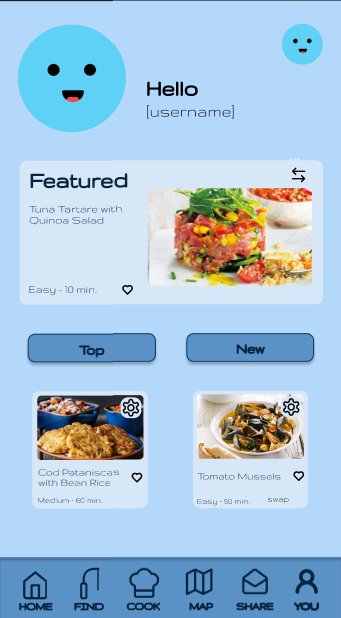 Hello
[username]
Featured
Tuna Tartare with
Quinoa Salad
Easy - 10 min.
Top
New
Cod Pataniscas
with Bean Rice
Medium - 60 min.
Tomato Mussels
Easy - 50 min.
swap
HOME
FIND
COOK
MAP
SHARE
YOU